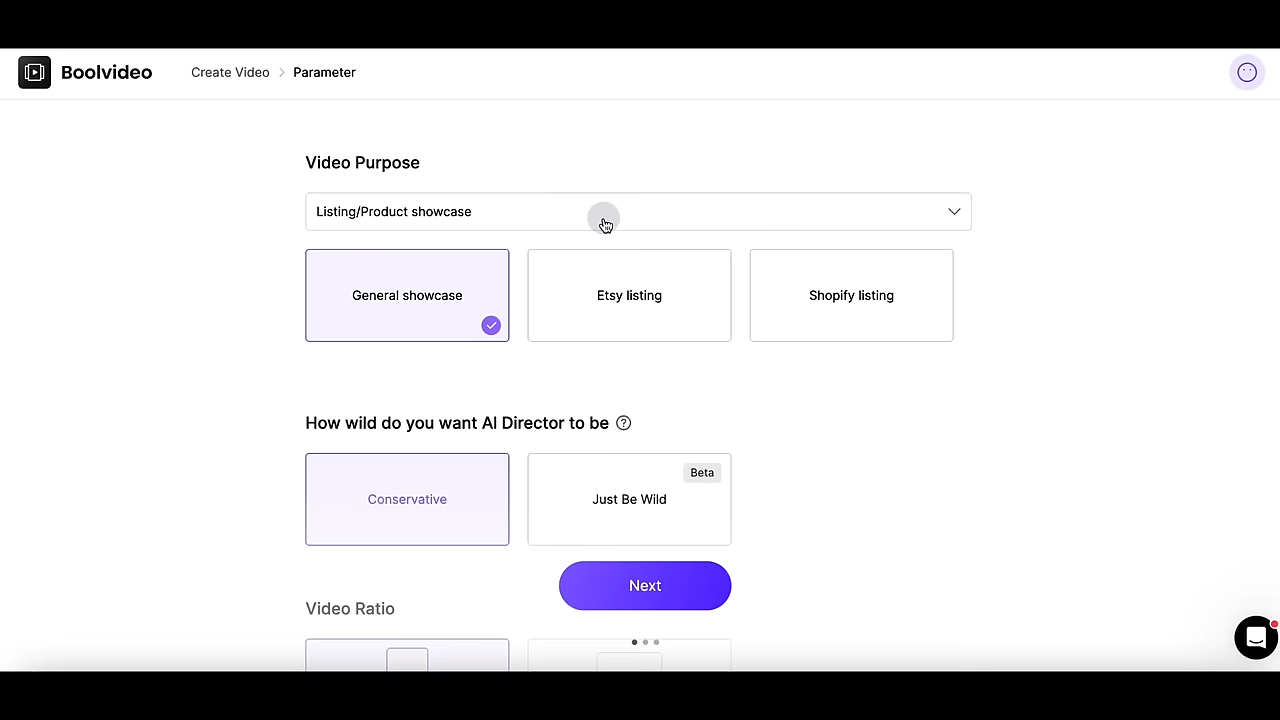 Boolvideo
Create Video > Parameter
Video Purpose
Listing/Product showcase
General showcase
Etsy listing
Shopify listing
How wild do you want AI Director to be
Conservative
Beta
Just Be Wild
Next
Video Ratio